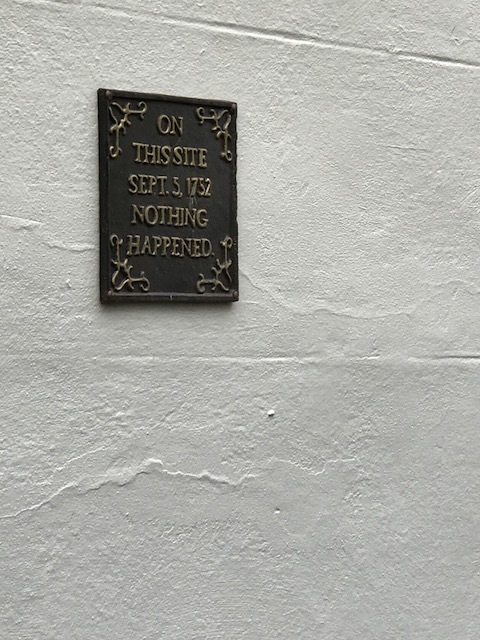 ON
THIS SITE
SEPT. 5, 1752
NOTHING
HAPPENED.